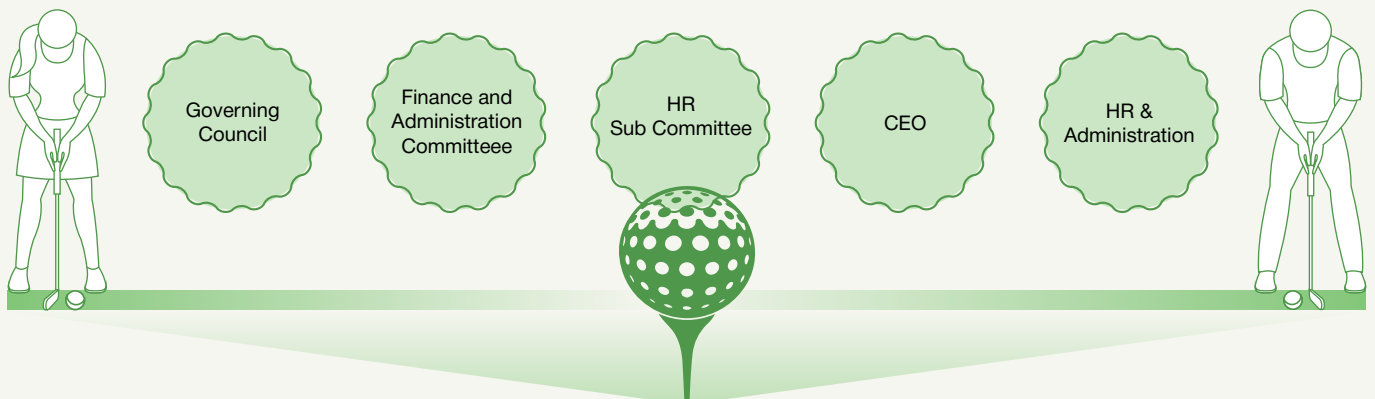 Governing
Council
Finance and
Administration
Committeee
HR
Sub Committee
CEO
HR &
Administration